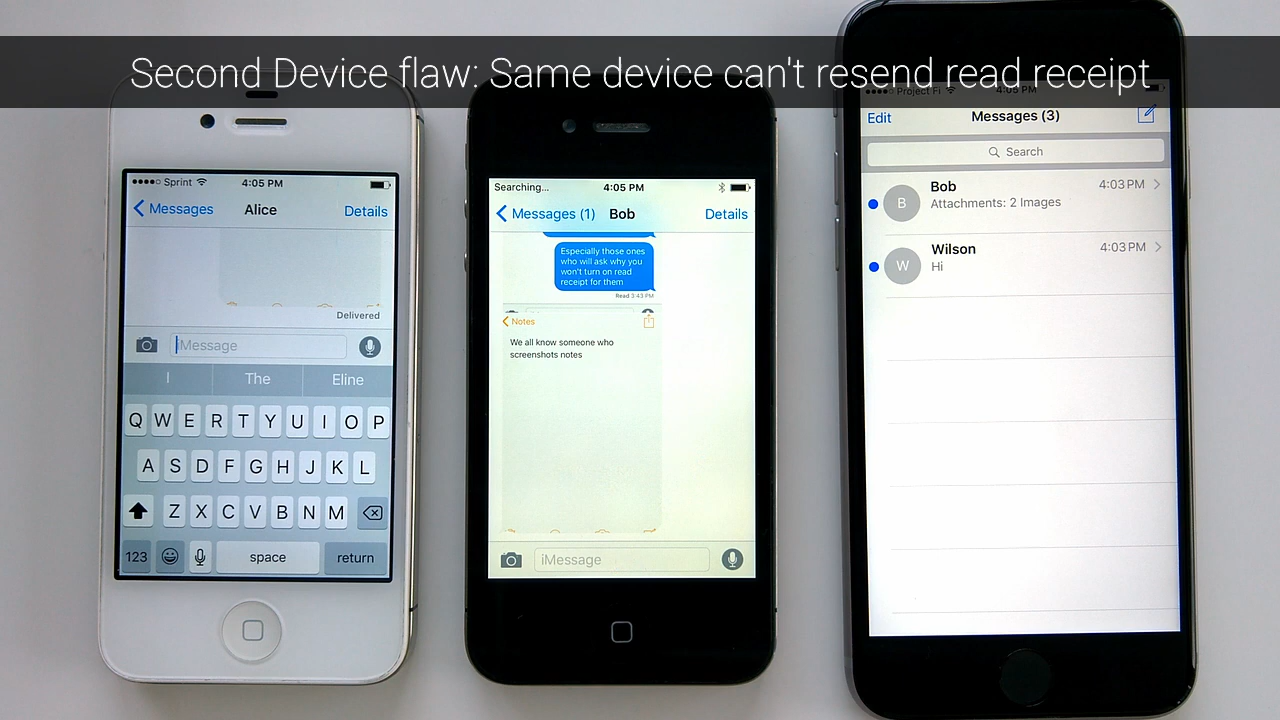 Second Device flaw: Same device can't resend read receipt
Sprint 4:05 PM
Messages Alice Details
Delivered
iMessage
I The Eline
Q W E R T Y U I O P
A S D F G H J K L
Z X C V B N M
123 space return
Searching... 4:05 PM
Messages (1) Bob Details
Especially those ones
who will ask why you
won't turn on read
receipt for them
Read 3:43 PM
Notes
We all know someone who
screenshots notes
iMessage
Project Fi 4:05 PM
Edit Messages (3)
Search
B Bob 4:03 PM
Attachments: 2 Images
W Wilson 4:03 PM
Hi